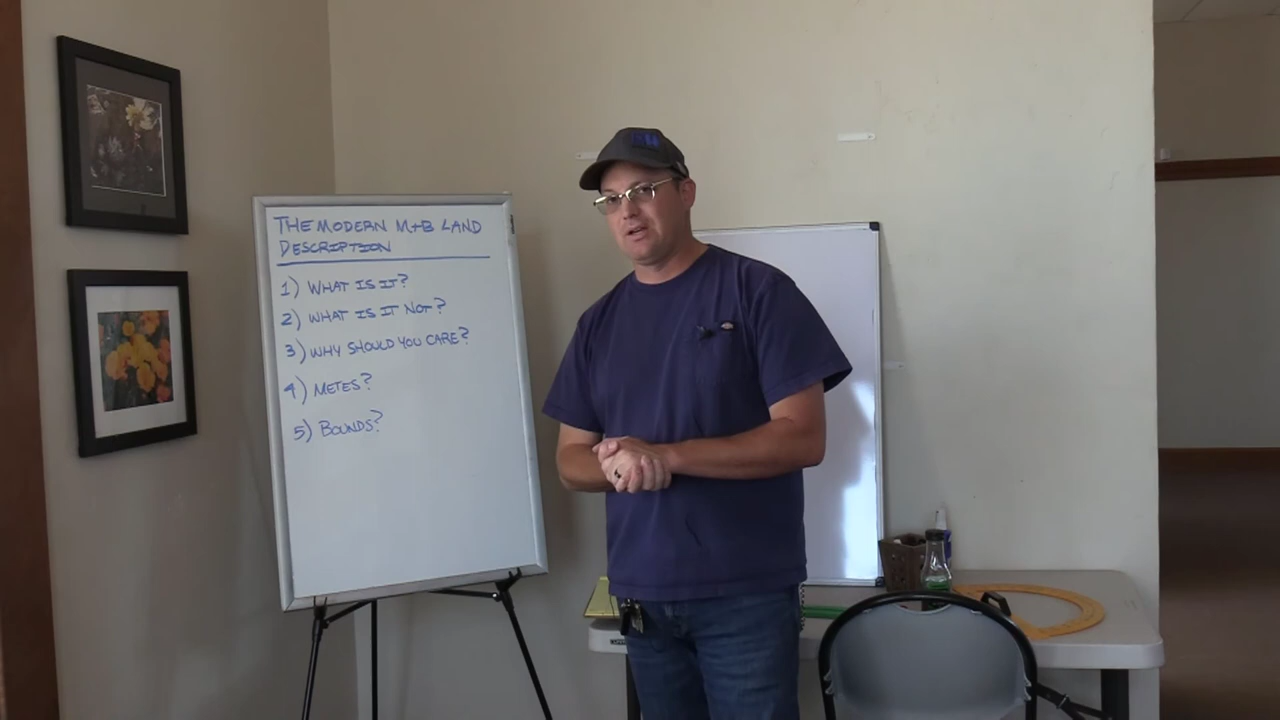 THE MODERN M+B LAND
DESCRIPTION
1) WHAT IS IT?
2) WHAT IS IT NOT?
3) WHY SHOULD YOU CARE?
4) METES?
5) BOUNDS?